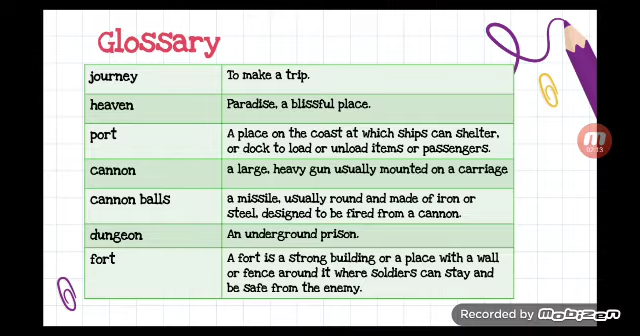 Glossary
journey To make a trip.
heaven Paradise, a blissful place.
port A place on the coast at which ships can shelter,
or dock to load or unload items or passengers.
cannon a large, heavy gun usually mounted on a carriage
cannon balls a missile, usually round and made of iron or
steel, designed to be fired from a cannon.
dungeon An underground prison.
fort A fort is a strong building or a place with a wall
or fence around it where soldiers can stay and
be safe from the enemy.
M
02:13
Recorded by Mobizen